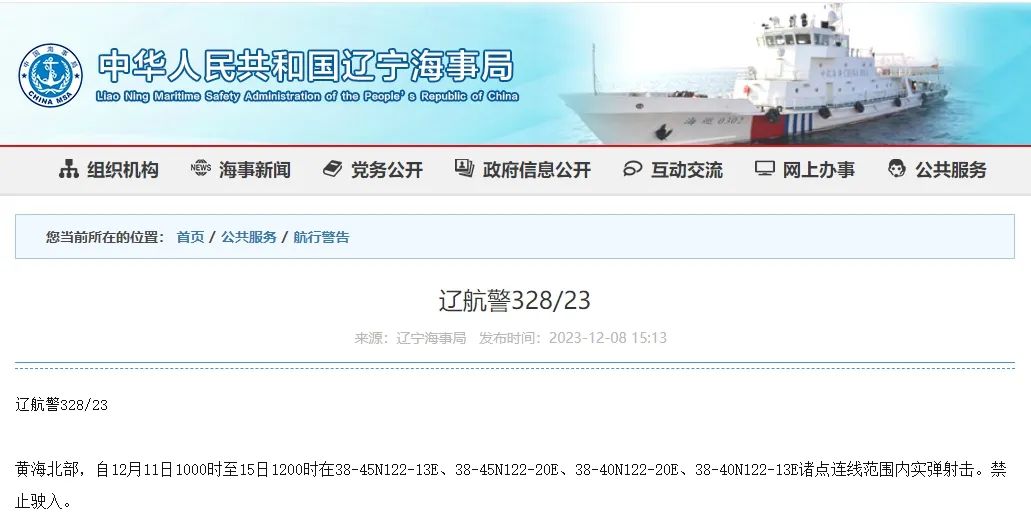 中国海事局
CHINA MSA
中华人民共和国辽宁海事局
Liao Ning Maritime Safety Administration of the People's Republic of China
海巡0302
组织机构 NEWS 海事新闻 党务公开 政府信息公开 互动交流 网上办事 公共服务
您当前所在的位置： 首页 / 公共服务 / 航行警告
辽航警328/23
来源：辽宁海事局 发布时间：2023-12-08 15:13
辽航警328/23
黄海北部，自12月11日1000时至15日1200时在38-45N122-13E、38-45N122-20E、38-40N122-20E、38-40N122-13E诸点连线范围内实弹射击。禁
止驶入。